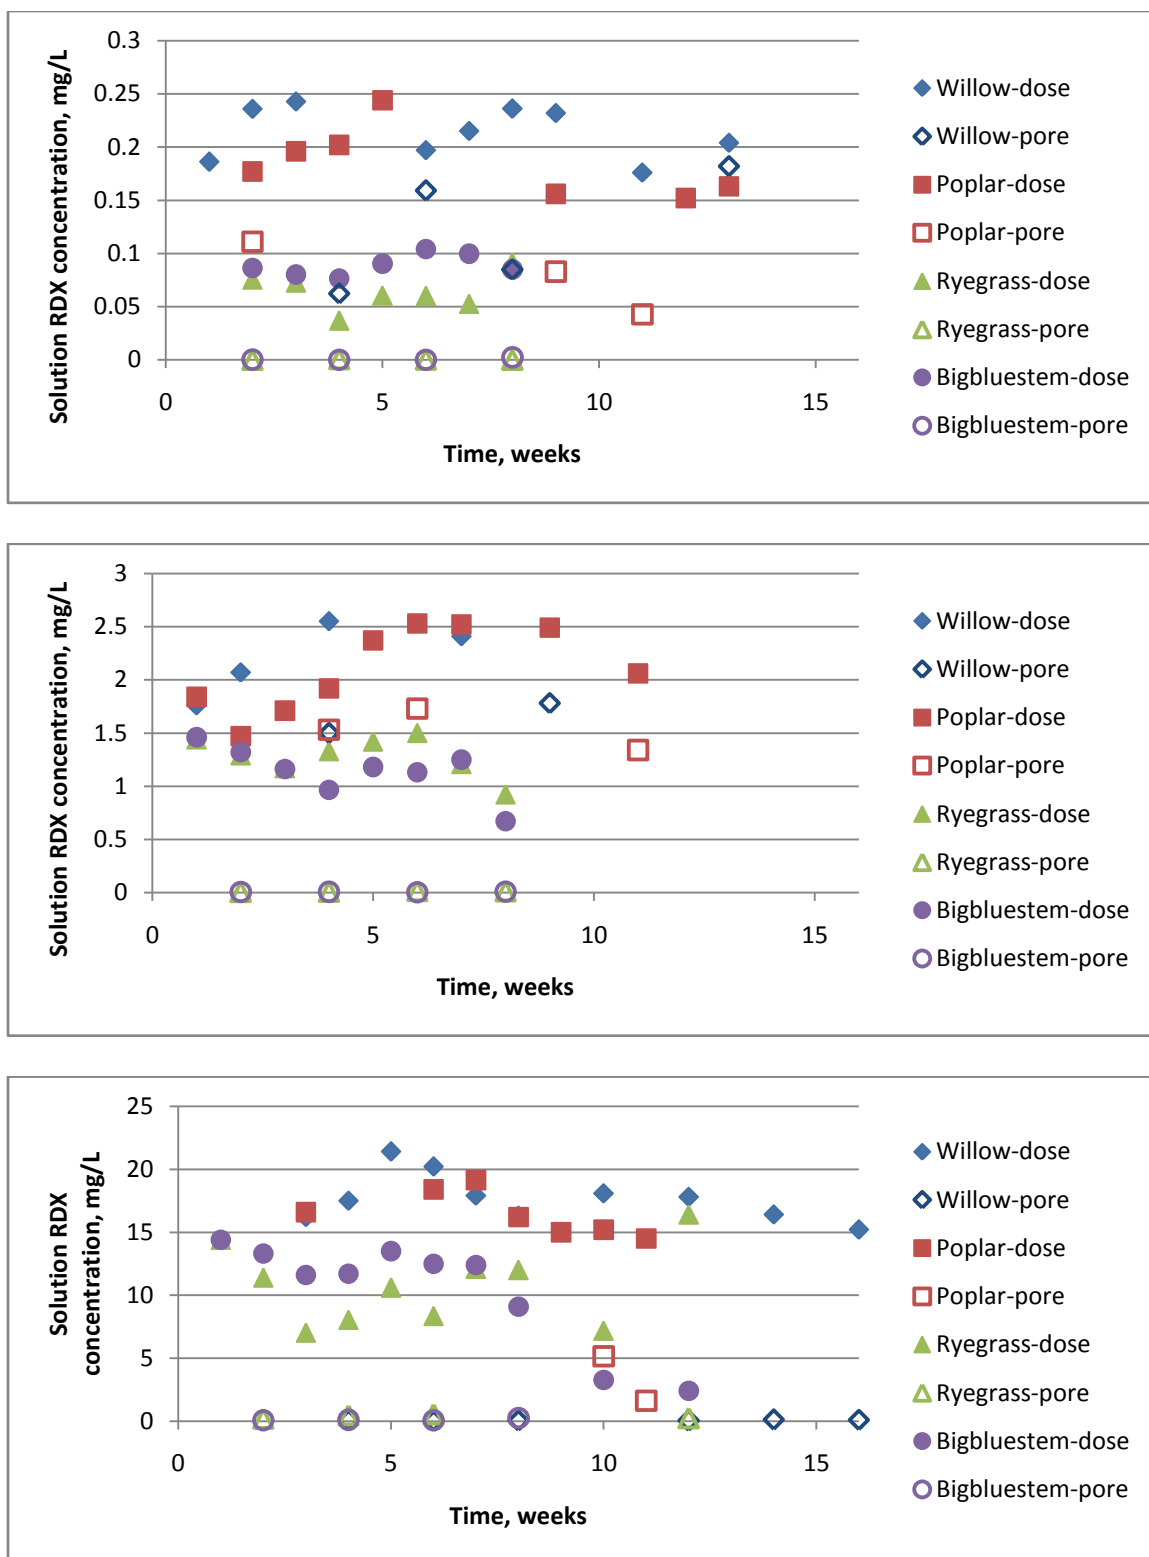 Solution RDX concentration, mg/L
0.3
0.25
0.2
0.15
0.1
0.05
0
0 5 10 15
Time, weeks
Willow-dose
Willow-pore
Poplar-dose
Poplar-pore
Ryegrass-dose
Ryegrass-pore
Bigbluestem-dose
Bigbluestem-pore
Solution RDX concentration, mg/L
3
2.5
2
1.5
1
0.5
0
0 5 10 15
Time, weeks
Willow-dose
Willow-pore
Poplar-dose
Poplar-pore
Ryegrass-dose
Ryegrass-pore
Bigbluestem-dose
Bigbluestem-pore
Solution RDX
concentration, mg/L
25
20
15
10
5
0
0 5 10 15
Time, weeks
Willow-dose
Willow-pore
Poplar-dose
Poplar-pore
Ryegrass-dose
Ryegrass-pore
Bigbluestem-dose
Bigbluestem-pore